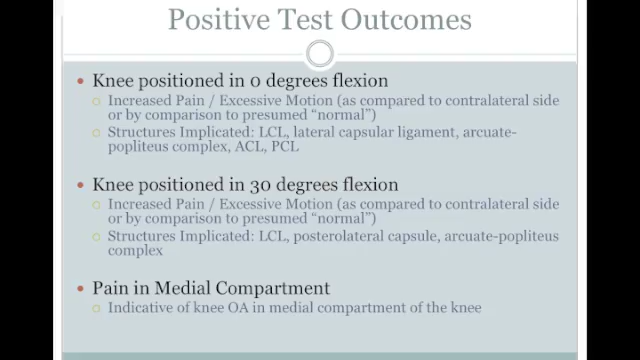 Positive Test Outcomes
Knee positioned in 0 degrees flexion
Increased Pain / Excessive Motion (as compared to contralateral side
or by comparison to presumed “normal”)
Structures Implicated: LCL, lateral capsular ligament, arcuate-
popliteus complex, ACL, PCL
Knee positioned in 30 degrees flexion
Increased Pain / Excessive Motion (as compared to contralateral side
or by comparison to presumed “normal”)
Structures Implicated: LCL, posterolateral capsule, arcuate-popliteus
complex
Pain in Medial Compartment
Indicative of knee OA in medial compartment of the knee